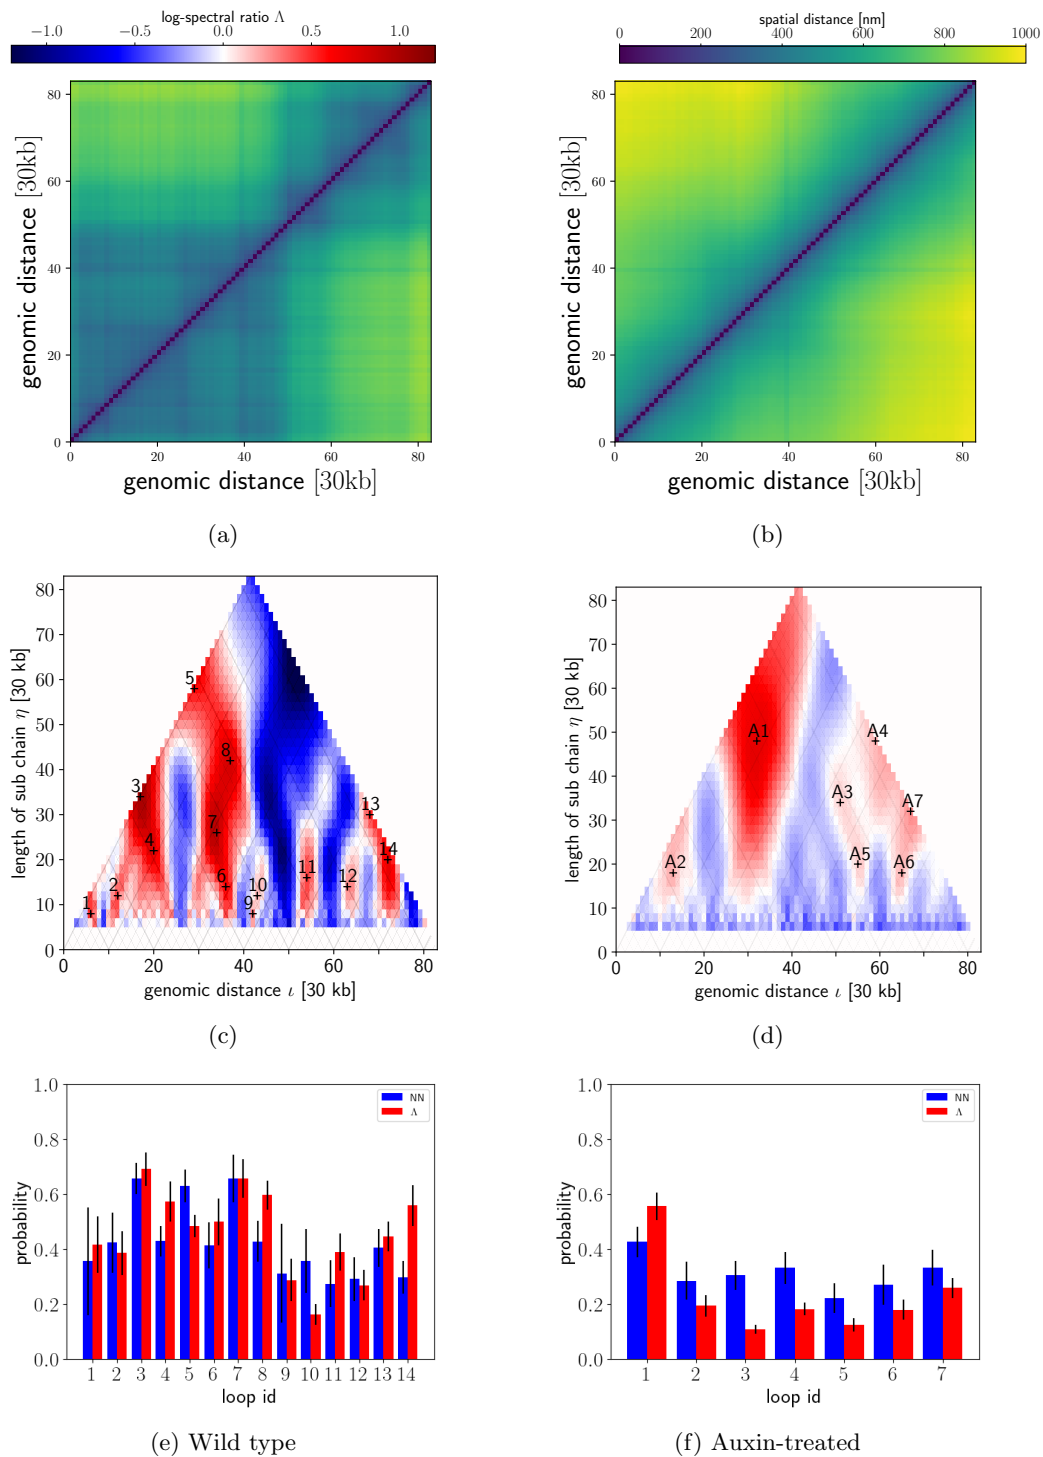 log-spectral ratio Λ
−1.0 −0.5 0.0 0.5 1.0
spatial distance [nm]
0 200 400 600 800 1000
genomic distance [30kb]
80
60
40
20
0
0 20 40 60 80
genomic distance [30kb]
(a)
genomic distance [30kb]
80
60
40
20
0
0 20 40 60 80
genomic distance [30kb]
(b)
length of sub chain η [30 kb]
80
70
60
50
40
30
20
10
0
0 20 40 60 80
5
8
3
13
7
4
14
11
6
10
12
2
9
1
genomic distance ι [30 kb]
(c)
length of sub chain η [30 kb]
80
70
60
50
40
30
20
10
0
0 20 40 60 80
A1
A4
A3
A7
A2
A5
A6
genomic distance ι [30 kb]
(d)
probability
1.0
0.8
0.6
0.4
0.2
0.0
NN
Λ
1 2 3 4 5 6 7 8 9 10 11 12 13 14
loop id
(e) Wild type
probability
1.0
0.8
0.6
0.4
0.2
0.0
NN
Λ
1 2 3 4 5 6 7
loop id
(f) Auxin-treated